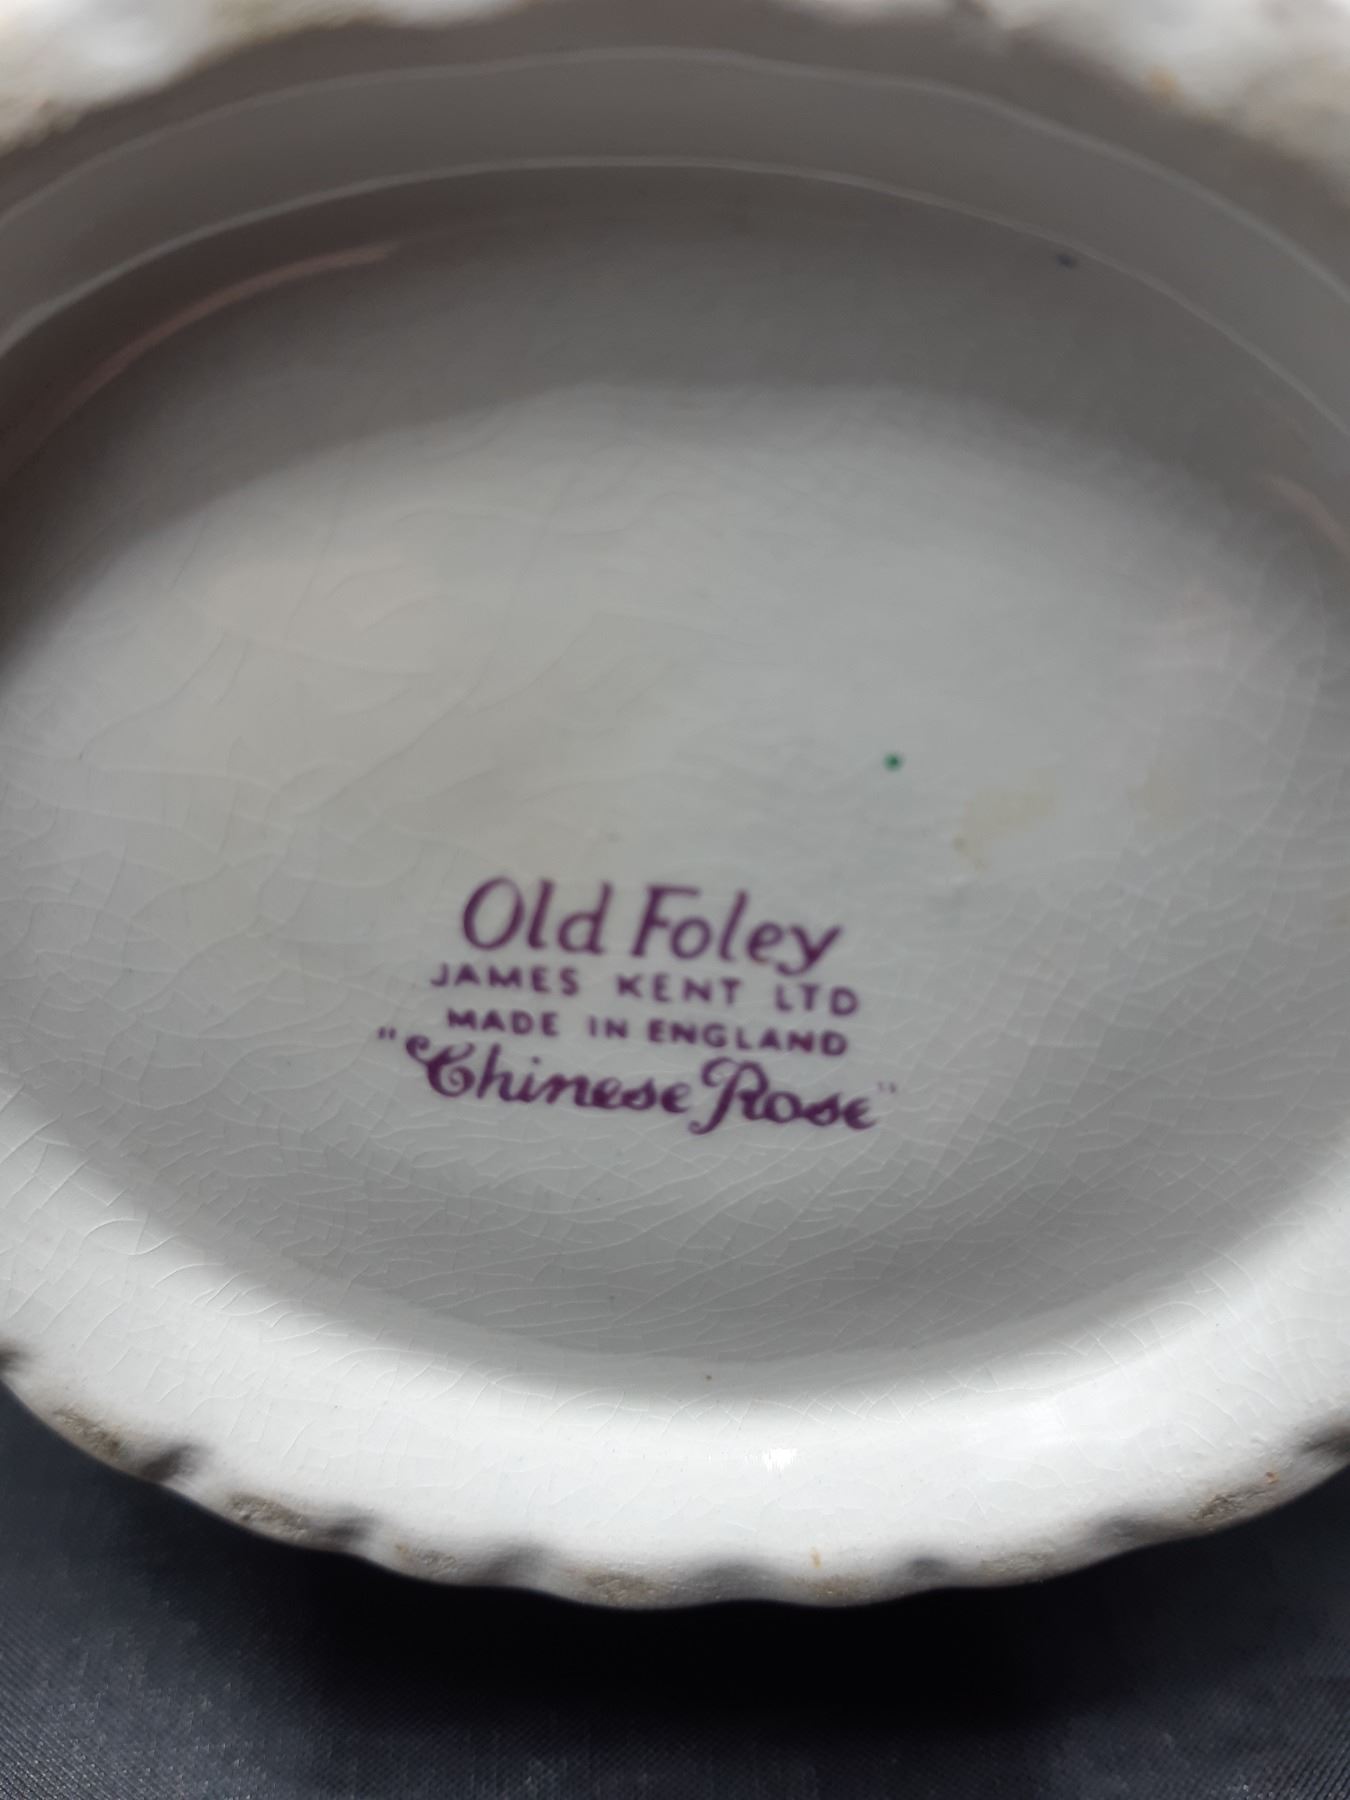 Old Foley
JAMES KENT LTD
MADE IN ENGLAND
"Chinese Rose"